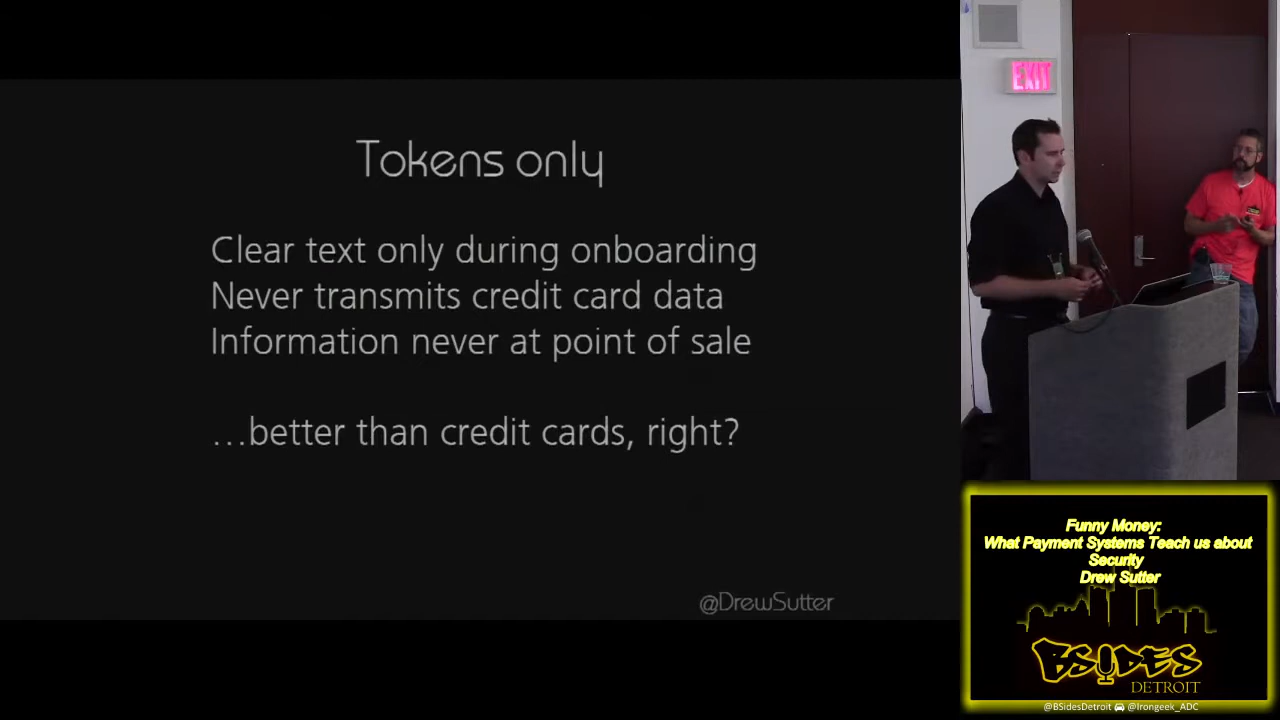 Tokens only
Clear text only during onboarding
Never transmits credit card data
Information never at point of sale
…better than credit cards, right?
@DrewSutter
EXIT
Funny Money:
What Payment Systems Teach us about
Security
Drew Sutter
BSIDES
DETROIT
@BSidesDetroit @Irongeek_ADC